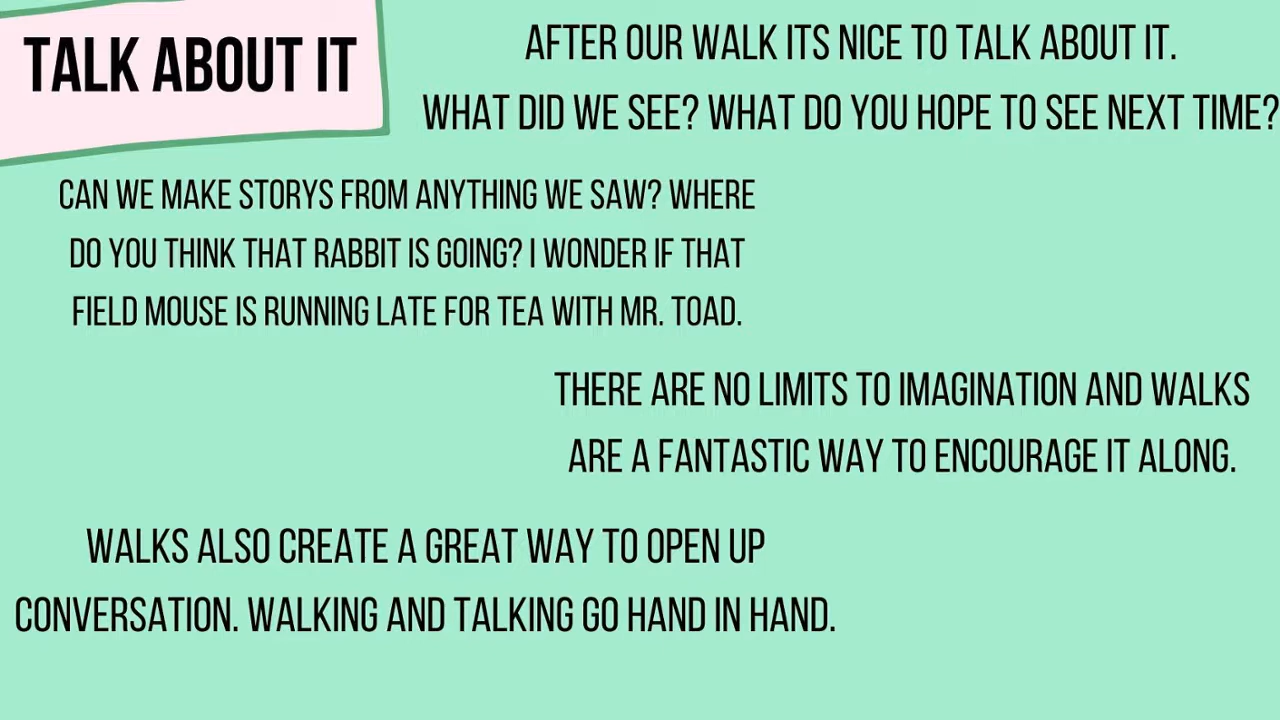 TALK ABOUT IT
AFTER OUR WALK ITS NICE TO TALK ABOUT IT.
WHAT DID WE SEE? WHAT DO YOU HOPE TO SEE NEXT TIME?
CAN WE MAKE STORYS FROM ANYTHING WE SAW? WHERE
DO YOU THINK THAT RABBIT IS GOING? I WONDER IF THAT
FIELD MOUSE IS RUNNING LATE FOR TEA WITH MR. TOAD.
THERE ARE NO LIMITS TO IMAGINATION AND WALKS
ARE A FANTASTIC WAY TO ENCOURAGE IT ALONG.
WALKS ALSO CREATE A GREAT WAY TO OPEN UP
CONVERSATION. WALKING AND TALKING GO HAND IN HAND.